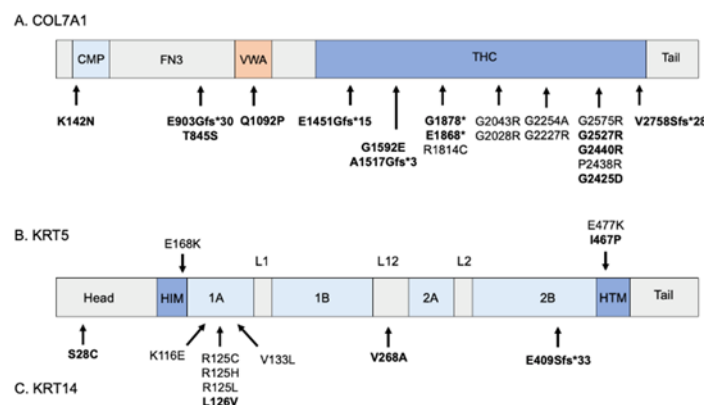 A. COL7A1
CMP FN3 VWA THC Tail
K142N
E903Gfs*30
T845S
Q1092P
E1451Gfs*15
G1592E
A1517Gfs*3
G1878*
E1868*
R1814C
G2043R
G2028R
G2254A
G2227R
G2575R
G2527R
G2440R
P2438R
G2425D
V2758Sfs*28
B. KRT5
E168K
L1
L12
L2
E477K
I467P
Head HIM 1A 1B 2A 2B HTM Tail
S28C
K116E
R125C
R125H
R125L
L126V
V133L
V268A
E409Sfs*33
C. KRT14